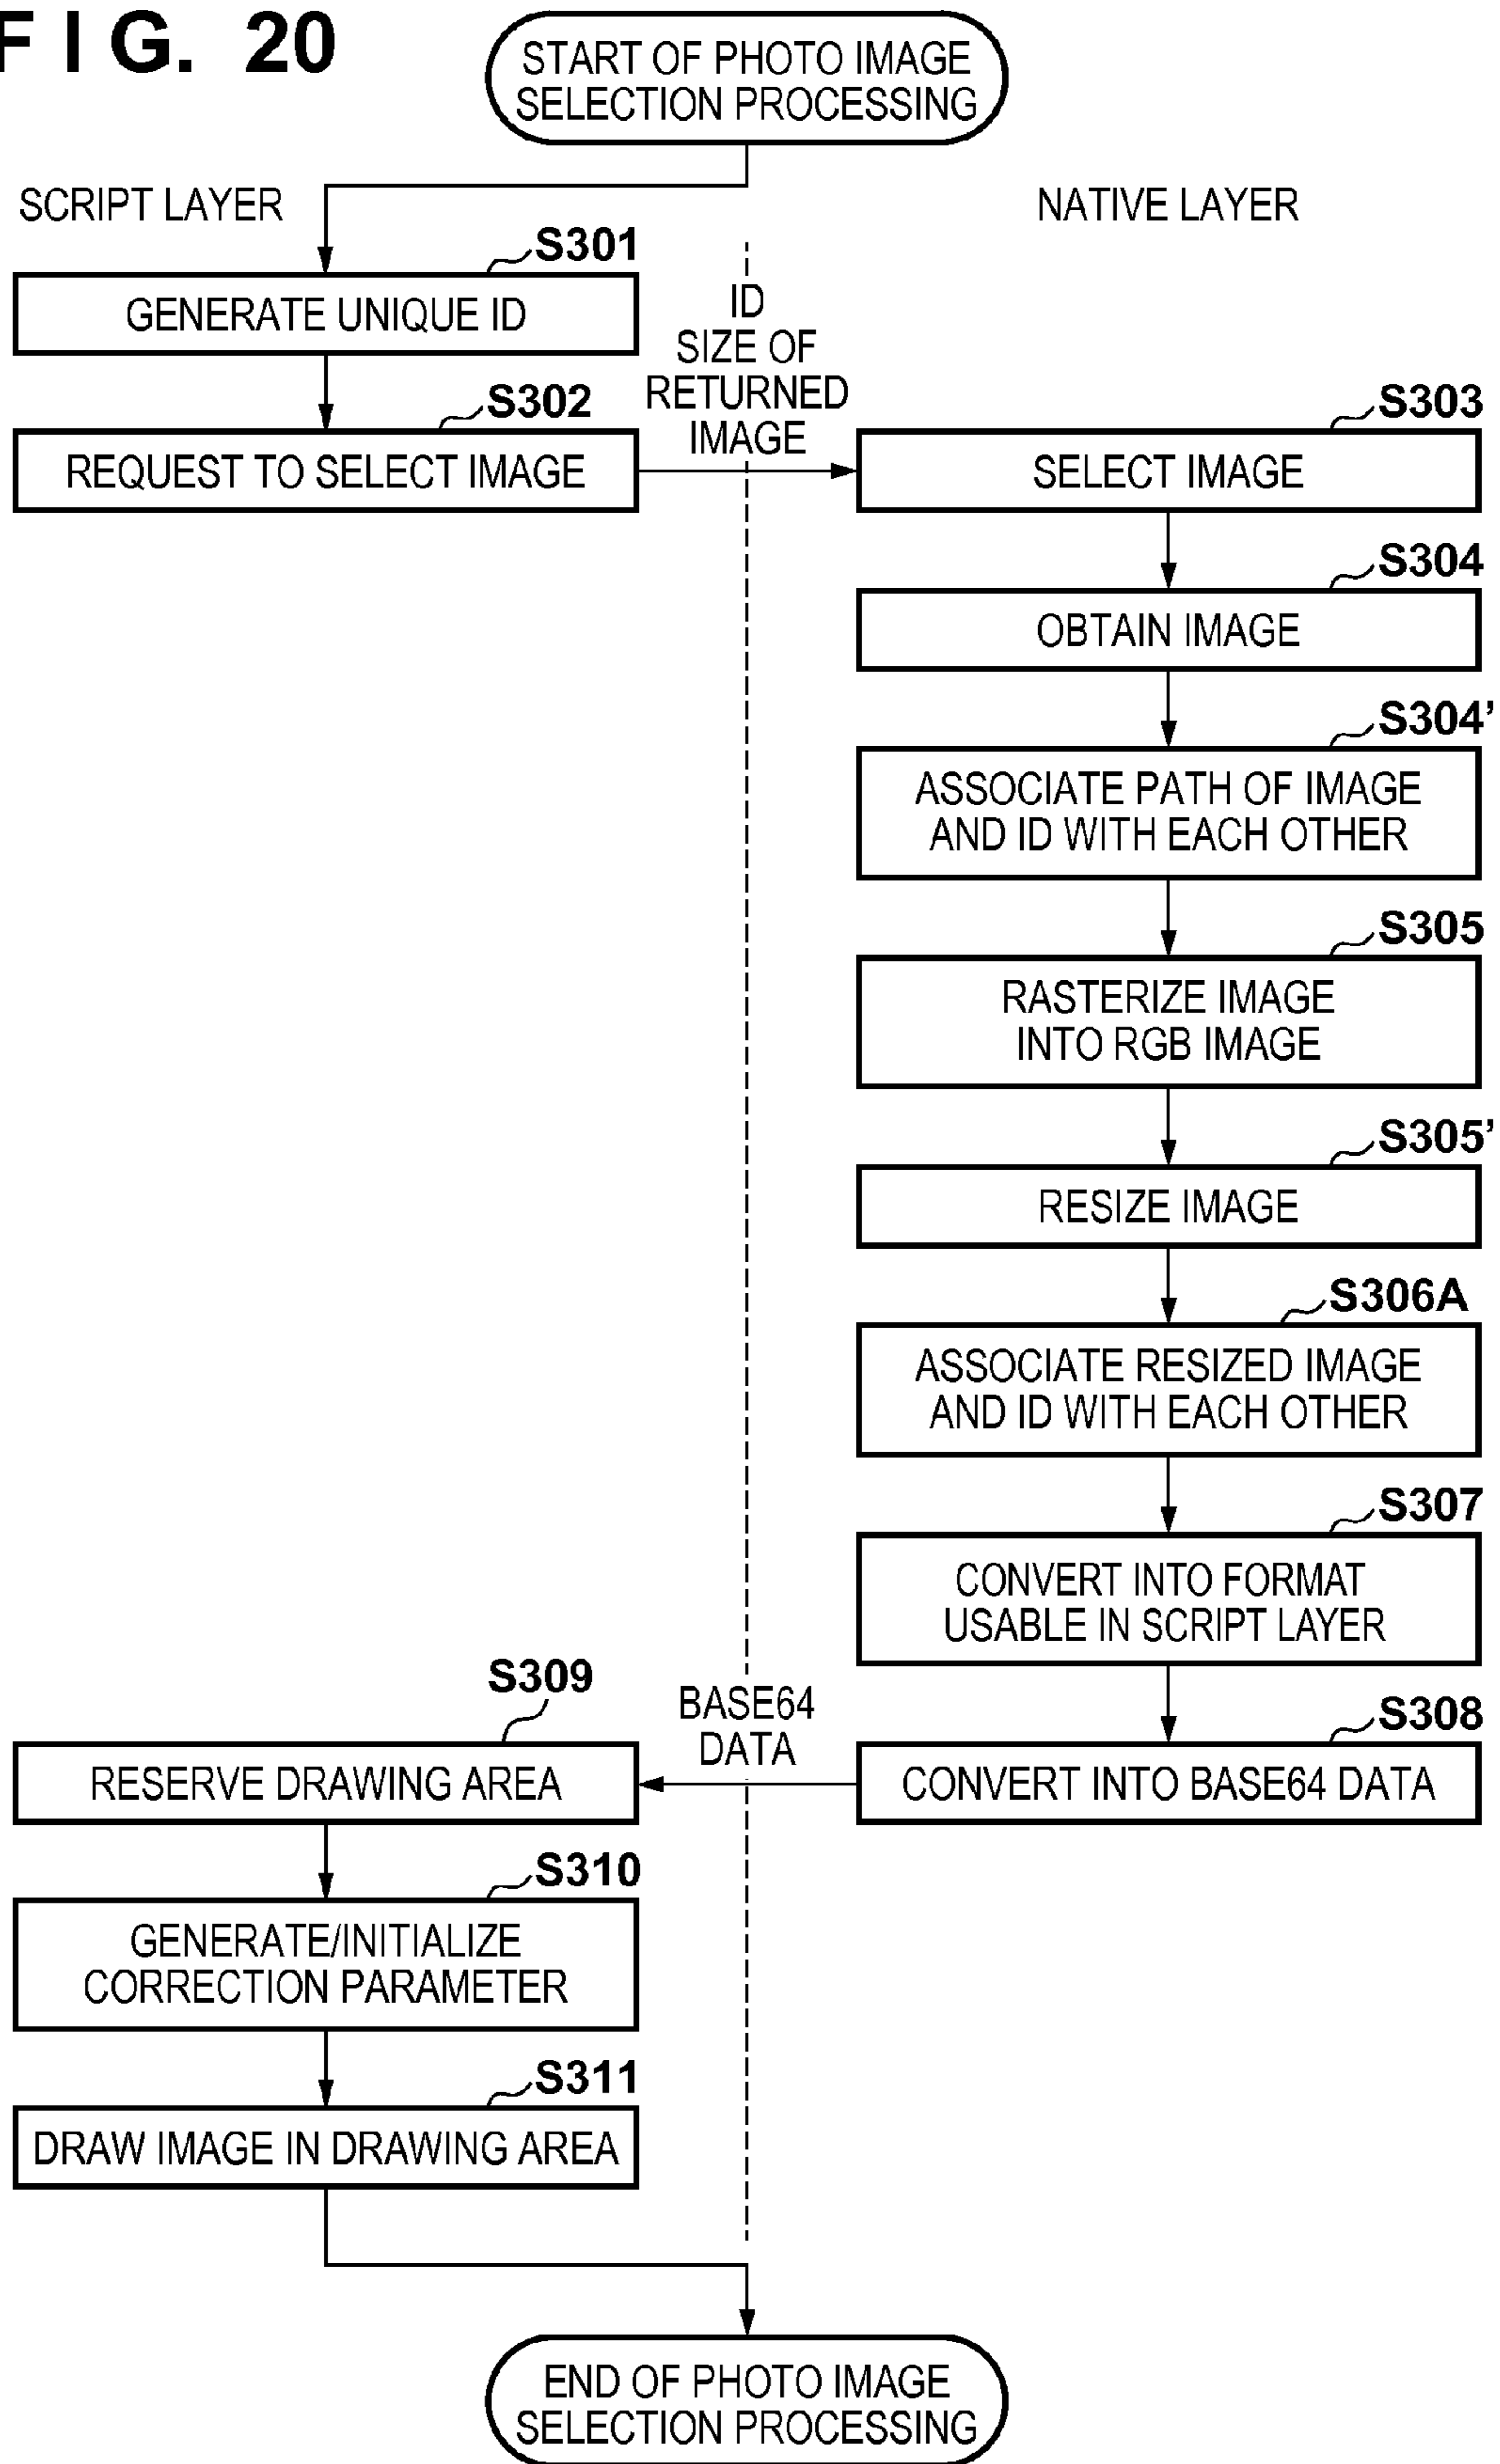 FIG. 20
START OF PHOTO IMAGE
SELECTION PROCESSING
SCRIPT LAYER
NATIVE LAYER
S301
GENERATE UNIQUE ID
ID
SIZE OF
RETURNED
IMAGE
S302
REQUEST TO SELECT IMAGE
S303
SELECT IMAGE
S304
OBTAIN IMAGE
S304’
ASSOCIATE PATH OF IMAGE
AND ID WITH EACH OTHER
S305
RASTERIZE IMAGE
INTO RGB IMAGE
S305’
RESIZE IMAGE
S306A
ASSOCIATE RESIZED IMAGE
AND ID WITH EACH OTHER
S307
CONVERT INTO FORMAT
USABLE IN SCRIPT LAYER
S308
CONVERT INTO BASE64 DATA
BASE64
DATA
S309
RESERVE DRAWING AREA
S310
GENERATE/INITIALIZE
CORRECTION PARAMETER
S311
DRAW IMAGE IN DRAWING AREA
END OF PHOTO IMAGE
SELECTION PROCESSING